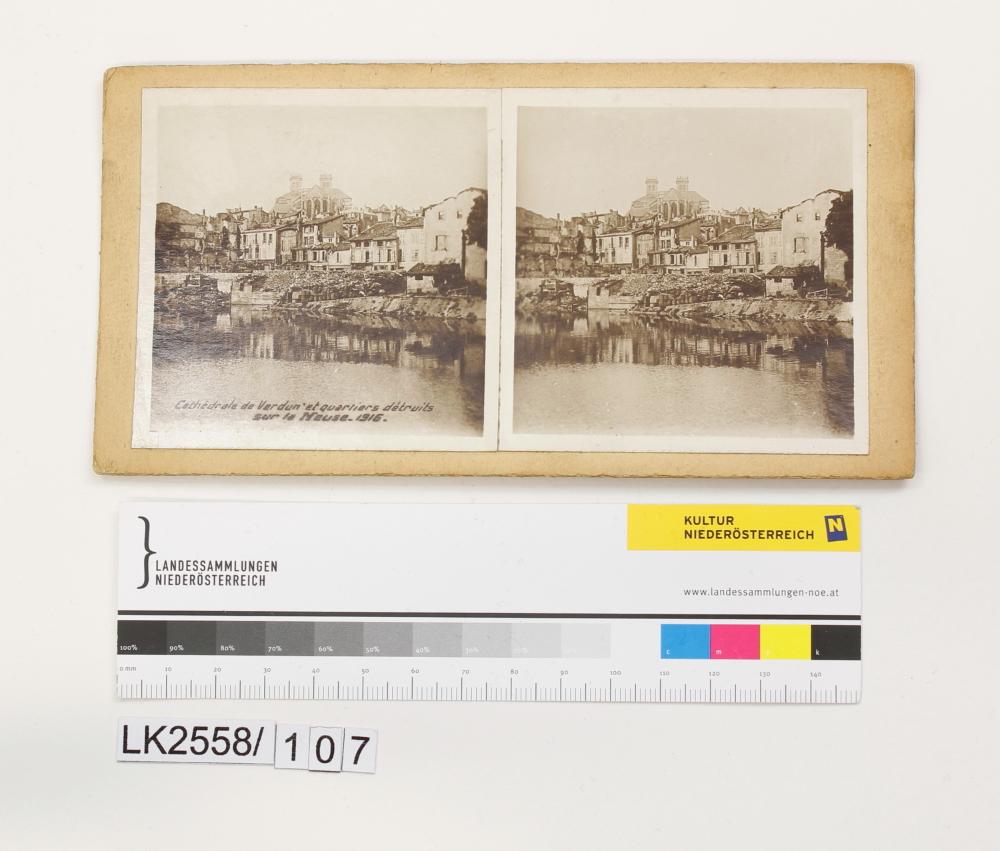 Cathédrale de Verdun et quartiers détruits
sur la Meuse - 1916 -
LANDESSAMMLUNGEN
NIEDERÖSTERREICH
KULTUR
NIEDERÖSTERREICH
N
www.landessammlungen-noe.at
100% 90% 80% 70% 60% 50% 40% 30%
c m k
0 mm 10 20 30 40 50 60 70 80 90 100 110 120 130 140
LK2558/107